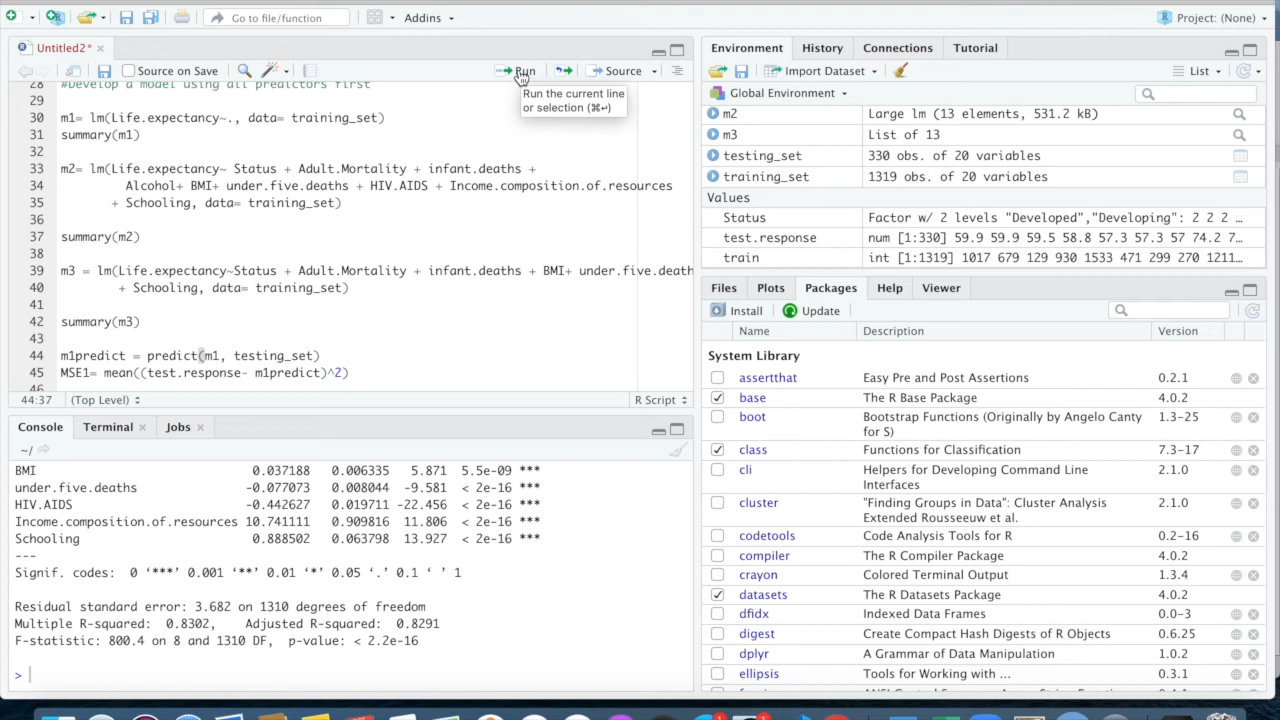 Go to file/function
Addins
Project: (None)
Untitled2*
Source on Save
Run
Source
Run the current line
or selection (⌘↩)
28 #Develop a model using all predictors first
29
30 m1= lm(Life.expectancy~., data= training_set)
31 summary(m1)
32
33 m2= lm(Life.expectancy~ Status + Adult.Mortality + infant.deaths +
34 Alcohol+ BMI+ under.five.deaths + HIV.AIDS + Income.composition.of.resources
35 + Schooling, data= training_set)
36
37 summary(m2)
38
39 m3 = lm(Life.expectancy~Status + Adult.Mortality + infant.deaths + BMI+ under.five.death
40 + Schooling, data= training_set)
41
42 summary(m3)
43
44 m1predict = predict(m1, testing_set)
45 MSE1= mean((test.response- m1predict)^2)
46
44:37 (Top Level) R Script
Console Terminal Jobs
~/
BMI 0.037188 0.006335 5.871 5.5e-09 ***
under.five.deaths -0.077073 0.008044 -9.581 < 2e-16 ***
HIV.AIDS -0.442627 0.019711 -22.456 < 2e-16 ***
Income.composition.of.resources 10.741111 0.909816 11.806 < 2e-16 ***
Schooling 0.888502 0.063798 13.927 < 2e-16 ***
---
Signif. codes: 0 ‘***’ 0.001 ‘**’ 0.01 ‘*’ 0.05 ‘.’ 0.1 ‘ ’ 1
Residual standard error: 3.682 on 1310 degrees of freedom
Multiple R-squared: 0.8302, Adjusted R-squared: 0.8291
F-statistic: 800.4 on 8 and 1310 DF, p-value: < 2.2e-16
>
Environment History Connections Tutorial
Import Dataset
List
Global Environment
m2 Large lm (13 elements, 531.2 kB)
m3 List of 13
testing_set 330 obs. of 20 variables
training_set 1319 obs. of 20 variables
Values
Status Factor w/ 2 levels "Developed","Developing": 2 2 2 …
test.response num [1:330] 59.9 59.9 59.5 58.8 57.3 57.3 57 74.2 7…
train int [1:1319] 1017 679 129 930 1533 471 299 270 1211…
Files Plots Packages Help Viewer
Install Update
Name Description Version
System Library
assertthat Easy Pre and Post Assertions 0.2.1
base The R Base Package 4.0.2
boot Bootstrap Functions (Originally by Angelo Canty
for S) 1.3-25
class Functions for Classification 7.3-17
cli Helpers for Developing Command Line
Interfaces 2.1.0
cluster "Finding Groups in Data": Cluster Analysis
Extended Rousseeuw et al. 2.1.0
codetools Code Analysis Tools for R 0.2-16
compiler The R Compiler Package 4.0.2
crayon Colored Terminal Output 1.3.4
datasets The R Datasets Package 4.0.2
dfidx Indexed Data Frames 0.0-3
digest Create Compact Hash Digests of R Objects 0.6.25
dplyr A Grammar of Data Manipulation 1.0.2
ellipsis Tools for Working with ... 0.3.1